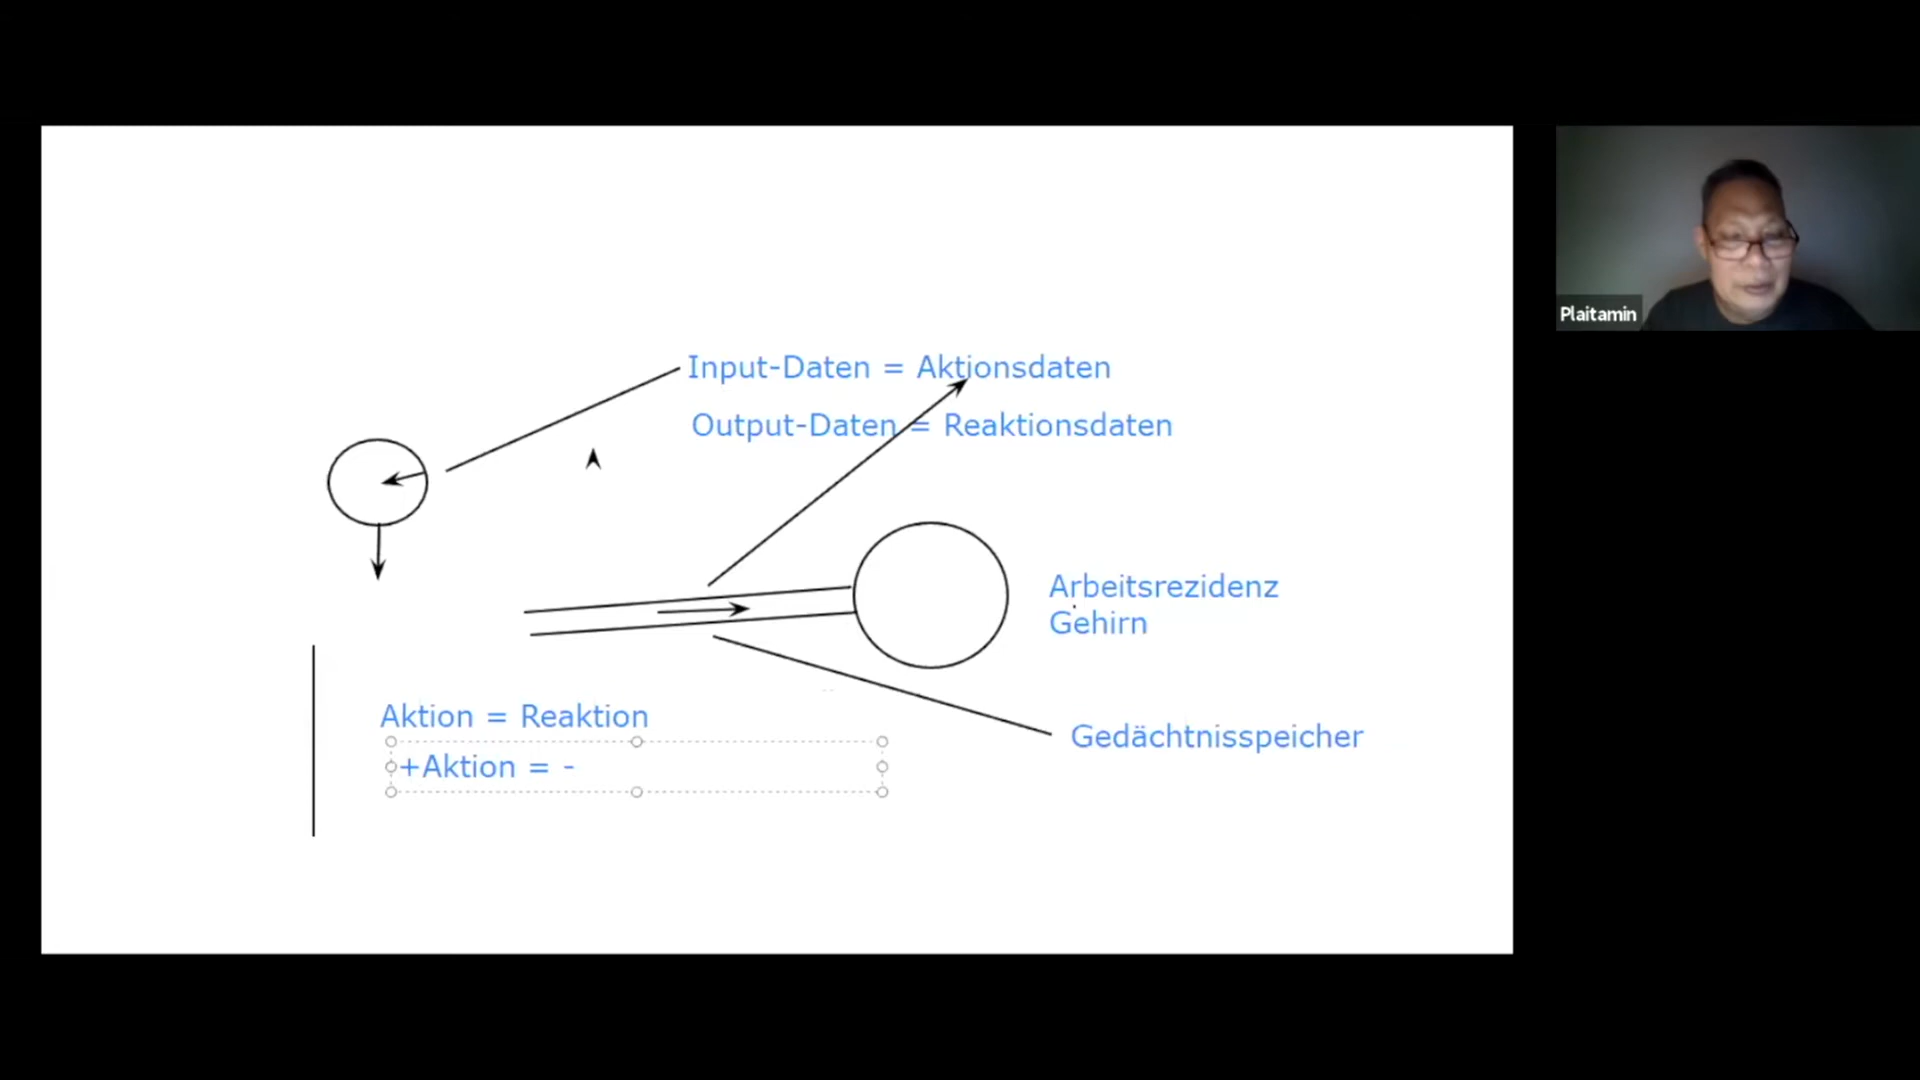 Input-Daten = Aktionsdaten
Output-Daten = Reaktionsdaten
Arbeitsrezidenz
Gehirn
Aktion = Reaktion
+Aktion = -
Gedächtnisspeicher
Plaitamin